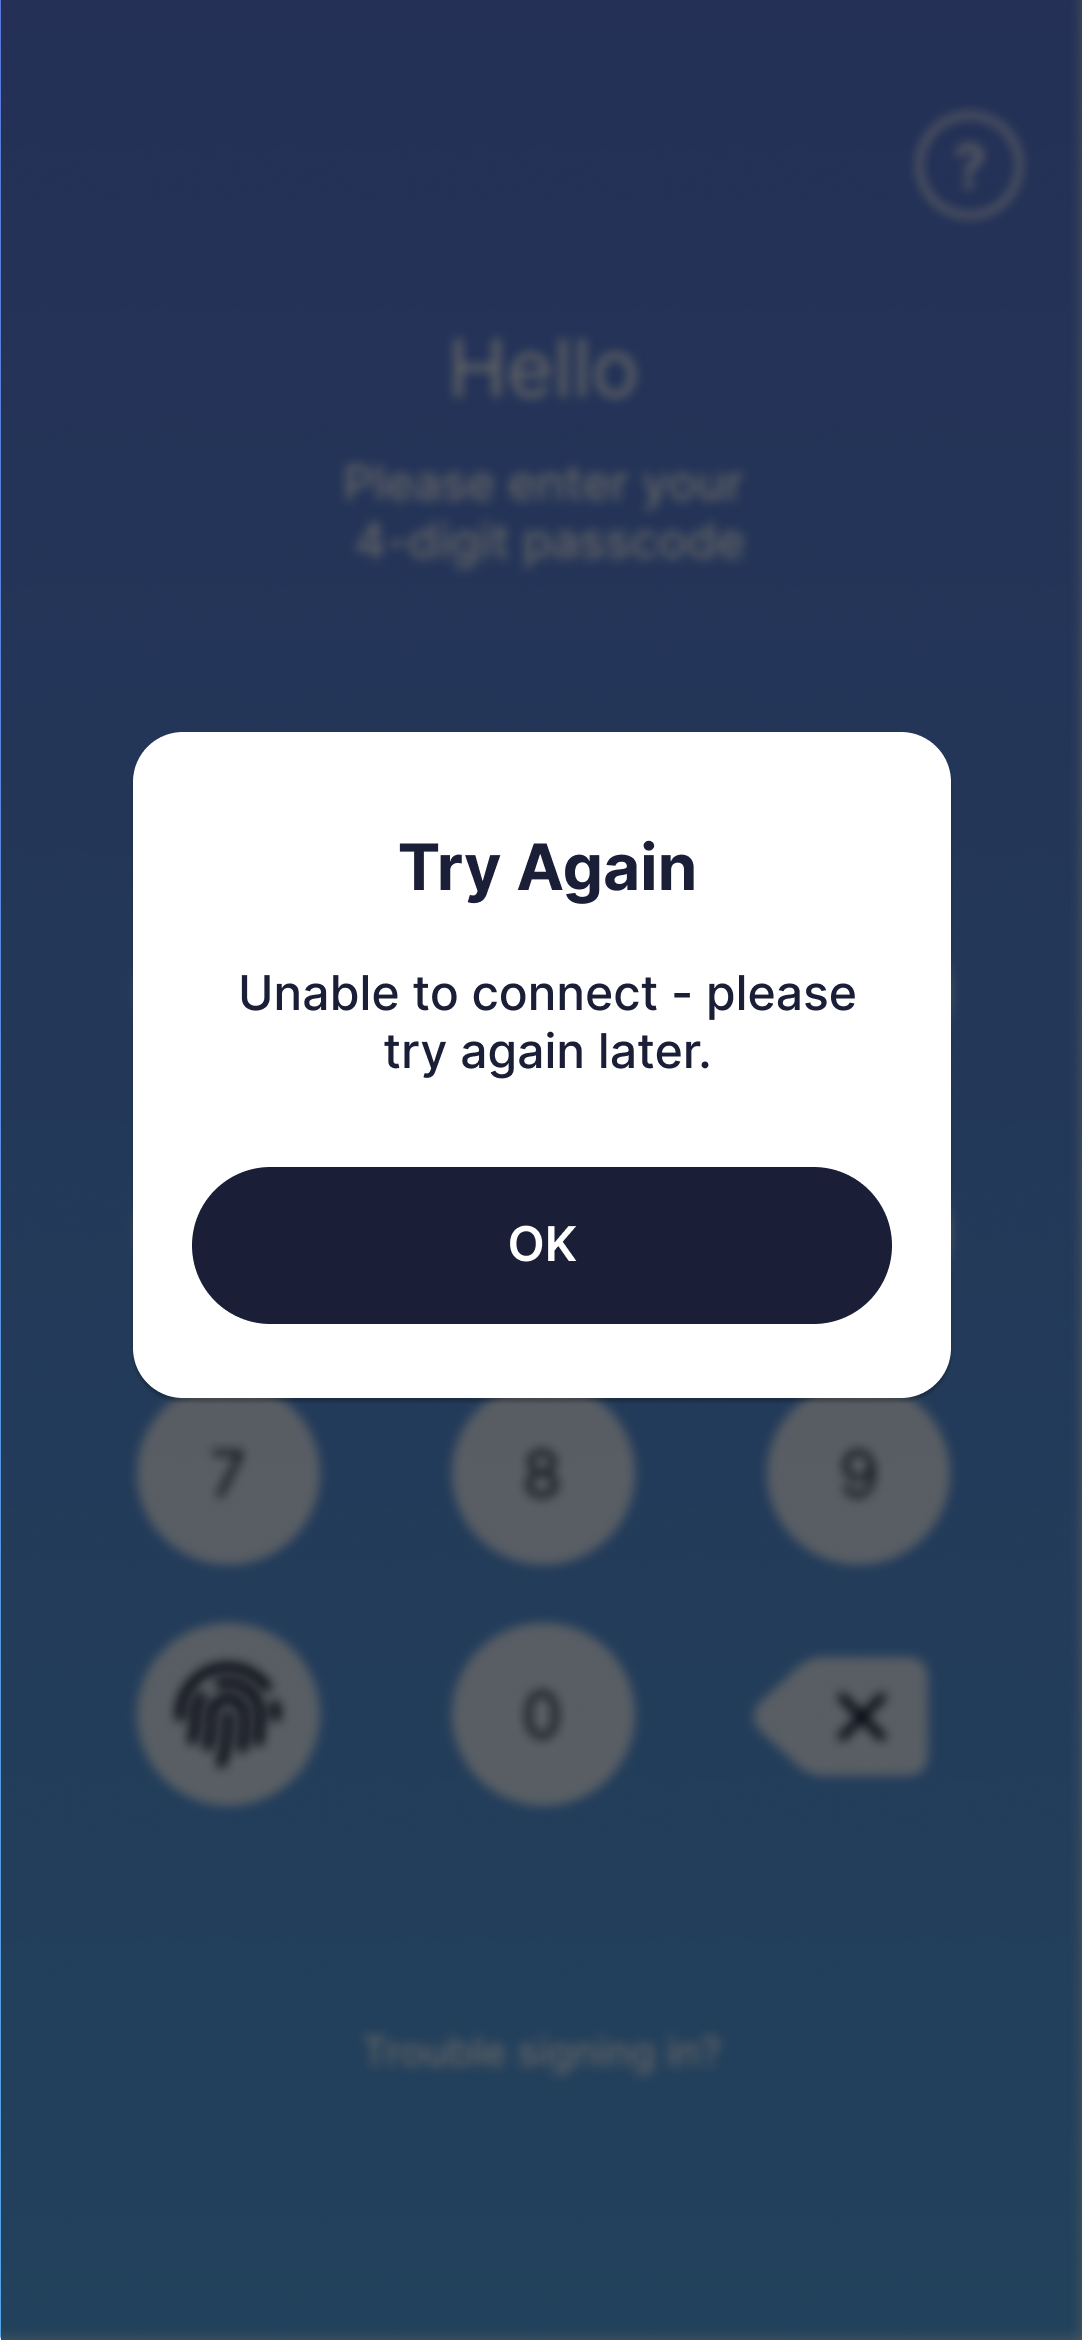 ?
Hello
Please enter your
4-digit passcode
Try Again
Unable to connect - please
try again later.
OK
7 8 9
0
Trouble signing in?